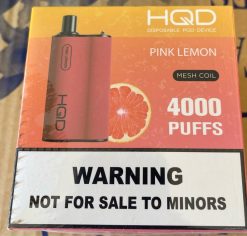 HQD
DISPOSABLE POD DEVICE
PINK LEMON
MESH COIL
HQD
4000
PUFFS
WARNING
NOT FOR SALE TO MINORS